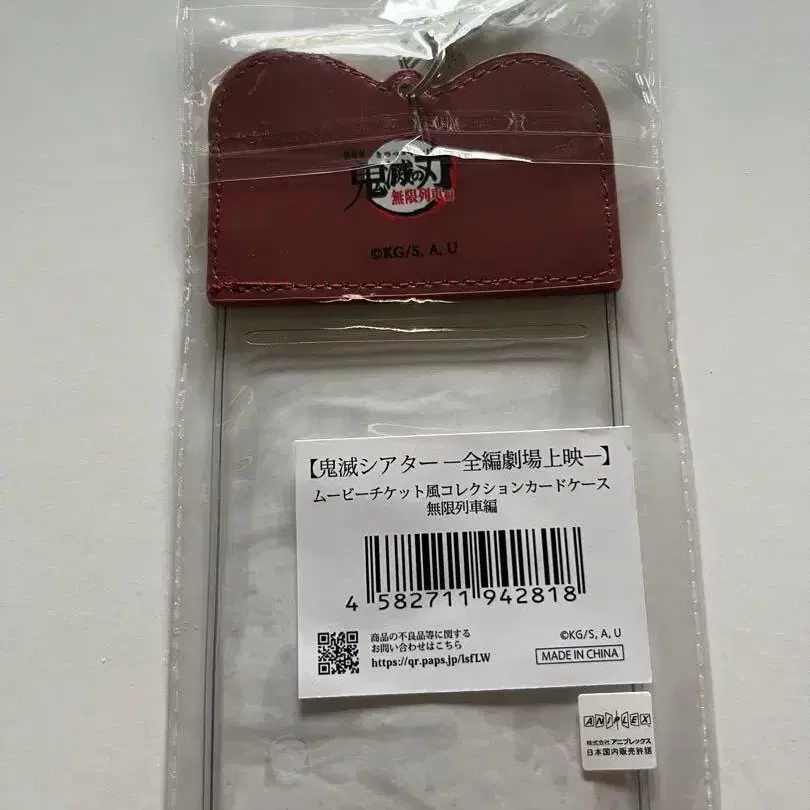 鬼滅の刃
無限列車編
©KG/S, A, U
【鬼滅シアター —全編劇場上映—】
ムービーチケット風コレクションカードケース
無限列車編
4 582711 942818
商品の不良品等に関する
お問い合わせはこちら
https://qr.paps.jp/lsfLW
©KG/S, A, U
MADE IN CHINA
ANIPLEX
株式会社アニプレックス
日本国内販売許諾